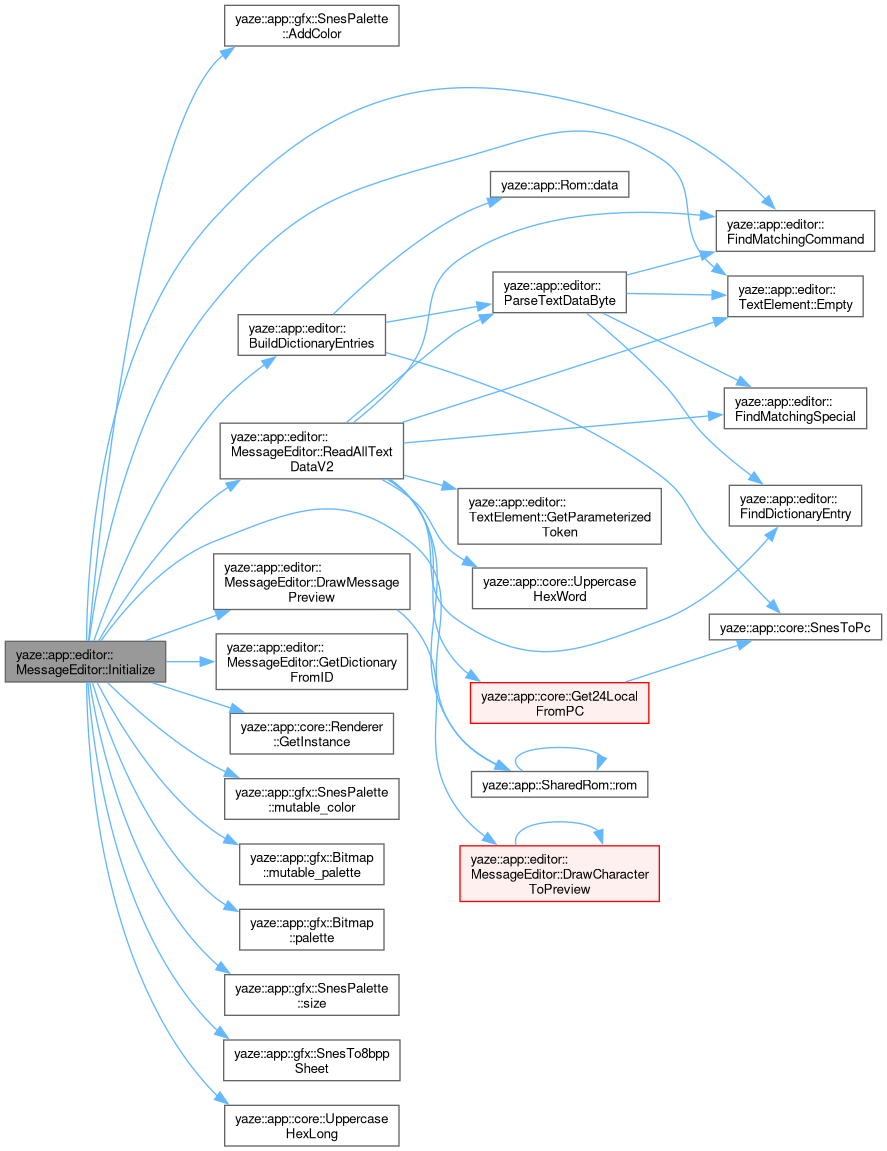 yaze::app::gfx::SnesPalette
::AddColor
yaze::app::Rom::data
yaze::app::editor::
FindMatchingCommand
yaze::app::editor::
ParseTextDataByte
yaze::app::editor::
TextElement::Empty
yaze::app::editor::
BuildDictionaryEntries
yaze::app::editor::
FindMatchingSpecial
yaze::app::editor::
MessageEditor::ReadAllText
DataV2
yaze::app::editor::
TextElement::GetParameterized
Token
yaze::app::editor::
FindDictionaryEntry
yaze::app::editor::
MessageEditor::DrawMessage
Preview
yaze::app::core::Uppercase
HexWord
yaze::app::core::SnesToPc
yaze::app::editor::
MessageEditor::Initialize
yaze::app::editor::
MessageEditor::GetDictionary
FromID
yaze::app::core::Get24Local
FromPC
yaze::app::core::Renderer
::GetInstance
yaze::app::SharedRom::rom
yaze::app::gfx::SnesPalette
::mutable_color
yaze::app::gfx::Bitmap
::mutable_palette
yaze::app::editor::
MessageEditor::DrawCharacter
ToPreview
yaze::app::gfx::Bitmap
::palette
yaze::app::gfx::SnesPalette
::size
yaze::app::gfx::SnesTo8bpp
Sheet
yaze::app::core::Uppercase
HexLong